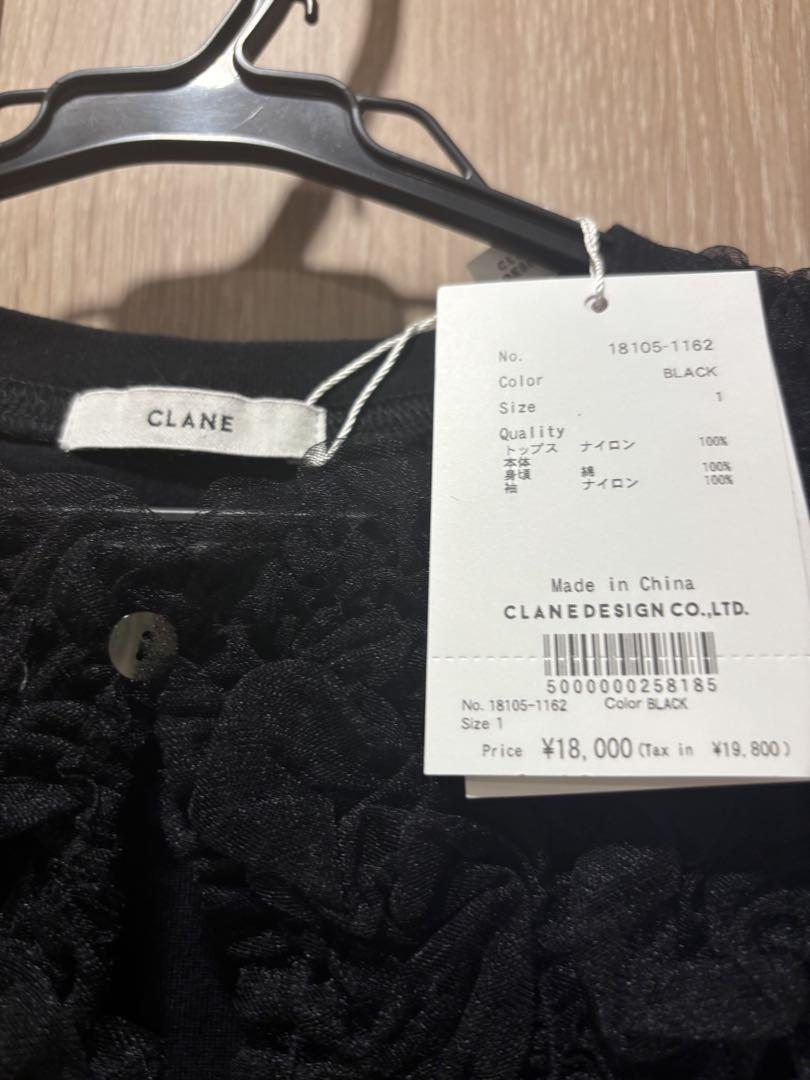 CLANE
No. 18105-1162
Color BLACK
Size 1
Quality
トップス ナイロン 100%
本体
身頃 綿 100%
袖 ナイロン 100%
Made in China
CLANEDESIGN CO.,LTD.
5000000258185
No. 18105-1162 Color BLACK
Size 1
Price ¥18,000(Tax in ¥19,800)